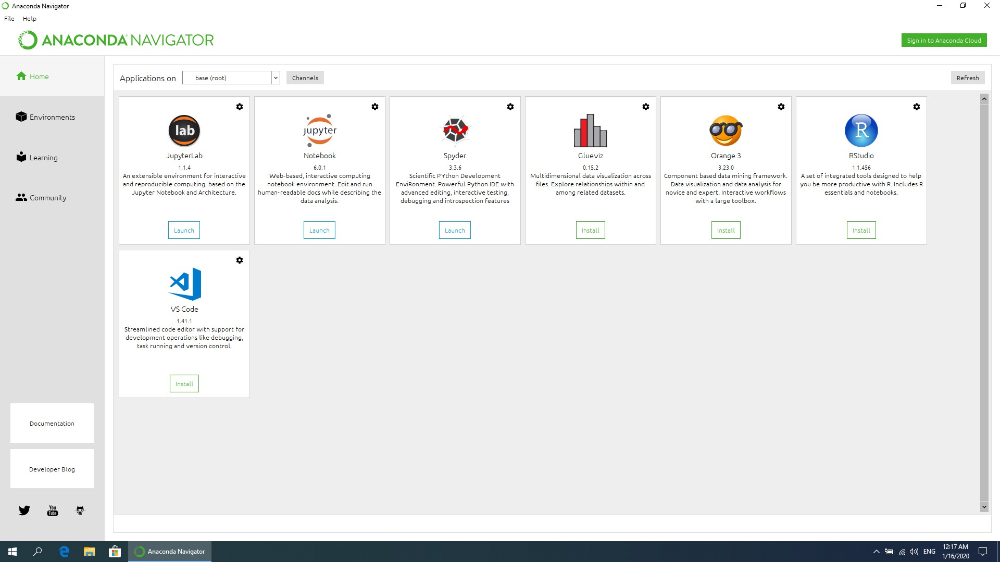 Anaconda Navigator
File Help
ANACONDA NAVIGATOR
Sign in to Anaconda Cloud
Home
Environments
Learning
Community
Documentation
Developer Blog
You
Tube
Applications on base (root) Channels Refresh
lab
JupyterLab
1.1.4
An extensible environment for interactive
and reproducible computing, based on the
Jupyter Notebook and Architecture.
Launch
jupyter
Notebook
6.0.1
Web-based, interactive computing
notebook environment. Edit and run
human-readable docs while describing the
data analysis.
Launch
Spyder
3.3.6
Scientific PYthon Development
EnviRonment. Powerful Python IDE with
advanced editing, interactive testing,
debugging and introspection features
Launch
Glueviz
0.15.2
Multidimensional data visualization across
files. Explore relationships within and
among related datasets.
Install
Orange 3
3.23.0
Component based data mining framework.
Data visualization and data analysis for
novice and expert. Interactive workflows
with a large toolbox.
Install
R
RStudio
1.1.456
A set of integrated tools designed to help
you be more productive with R. Includes R
essentials and notebooks.
Install
VS Code
1.41.1
Streamlined code editor with support for
development operations like debugging,
task running and version control.
Install
Anaconda Navigator
ENG
12:17 AM
1/16/2020